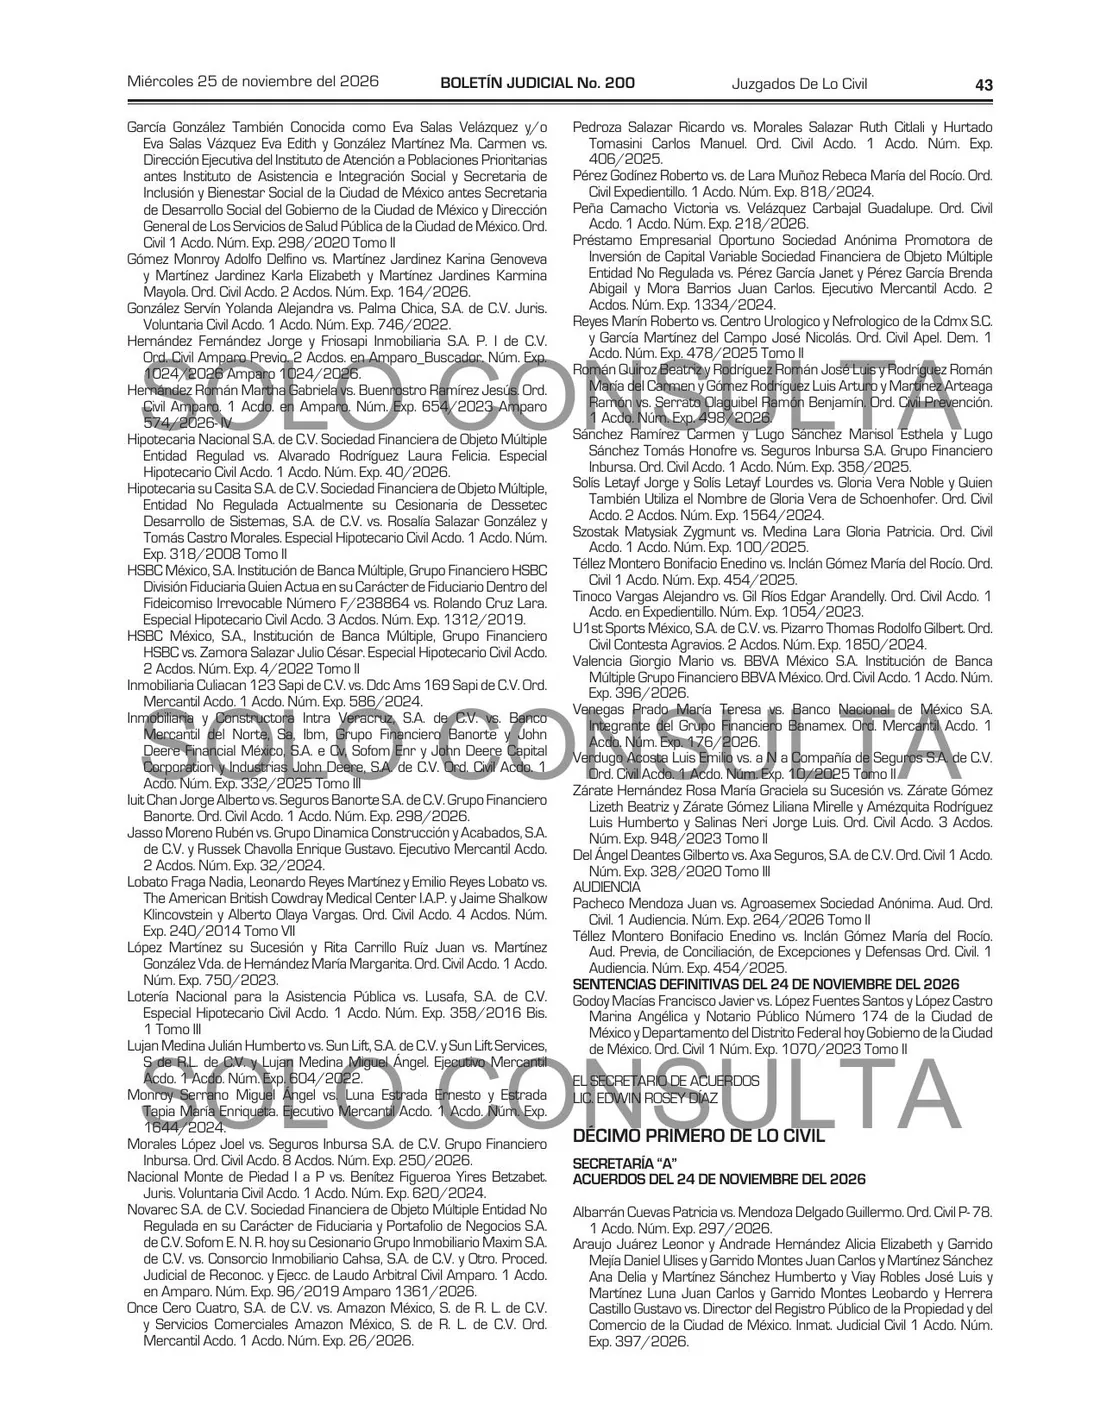 Miércoles 25 de noviembre del 2026
BOLETÍN JUDICIAL No. 200
Juzgados De Lo Civil
43
García González También Conocida como Eva Salas Velázquez y/o
Eva Salas Vázquez Eva Edith y González Martínez Ma. Carmen vs.
Dirección Ejecutiva del Instituto de Atención a Poblaciones Prioritarias
antes Instituto de Asistencia e Integración Social y Secretaria de
Inclusión y Bienestar Social de la Ciudad de México antes Secretaria
de Desarrollo Social del Gobierno de la Ciudad de México y Dirección
General de Los Servicios de Salud Pública de la Ciudad de México. Ord.
Civil 1 Acdo. Núm. Exp. 298/2020 Tomo II
Gómez Monroy Adolfo Delfino vs. Martínez Jardinez Karina Genoveva
y Martínez Jardinez Karla Elizabeth y Martínez Jardines Karmina
Mayola. Ord. Civil Acdo. 2 Acdos. Núm. Exp. 164/2026.
González Servín Yolanda Alejandra vs. Palma Chica, S.A. de C.V. Juris.
Voluntaria Civil Acdo. 1 Acdo. Núm. Exp. 746/2022.
Hernández Fernández Jorge y Friosapi Inmobiliaria S.A. P. I de C.V.
Ord. Civil Amparo Previo. 2 Acdos. en Amparo_Buscador. Núm. Exp.
1024/2026 Amparo 1024/2026.
Hernández Román Martha Gabriela vs. Buenrostro Ramírez Jesús. Ord.
Civil Amparo. 1 Acdo. en Amparo. Núm. Exp. 654/2023 Amparo
574/2026- IV
Hipotecaria Nacional S.A. de C.V. Sociedad Financiera de Objeto Múltiple
Entidad Regulad vs. Alvarado Rodríguez Laura Felicia. Especial
Hipotecario Civil Acdo. 1 Acdo. Núm. Exp. 40/2026.
Hipotecaria su Casita S.A. de C.V. Sociedad Financiera de Objeto Múltiple,
Entidad No Regulada Actualmente su Cesionaria de Dessetec
Desarrollo de Sistemas, S.A. de C.V. vs. Rosalía Salazar González y
Tomás Castro Morales. Especial Hipotecario Civil Acdo. 1 Acdo. Núm.
Exp. 318/2008 Tomo II
HSBC México, S.A. Institución de Banca Múltiple, Grupo Financiero HSBC
División Fiduciaria Quien Actua en su Carácter de Fiduciario Dentro del
Fideicomiso Irrevocable Número F/238864 vs. Rolando Cruz Lara.
Especial Hipotecario Civil Acdo. 3 Acdos. Núm. Exp. 1312/2019.
HSBC México, S.A., Institución de Banca Múltiple, Grupo Financiero
HSBC vs. Zamora Salazar Julio César. Especial Hipotecario Civil Acdo.
2 Acdos. Núm. Exp. 4/2022 Tomo II
Inmobiliaria Culiacan 123 Sapi de C.V. vs. Ddc Ams 169 Sapi de C.V. Ord.
Mercantil Acdo. 1 Acdo. Núm. Exp. 586/2024.
Inmobiliaria y Constructora Intra Veracruz, S.A. de C.V. vs. Banco
Mercantil del Norte, Sa, Ibm, Grupo Financiero Banorte y John
Deere Financial México, S.A. e Cv, Sofom Enr y John Deere Capital
Corporation y Industrias John Deere, S.A. de C.V. Ord. Civil Acdo. 1
Acdo. Núm. Exp. 332/2025 Tomo III
Iuit Chan Jorge Alberto vs. Seguros Banorte S.A. de C.V. Grupo Financiero
Banorte. Ord. Civil Acdo. 1 Acdo. Núm. Exp. 298/2026.
Jasso Moreno Rubén vs. Grupo Dinamica Construcción y Acabados, S.A.
de C.V. y Russek Chavolla Enrique Gustavo. Ejecutivo Mercantil Acdo.
2 Acdos. Núm. Exp. 32/2024.
Lobato Fraga Nadia, Leonardo Reyes Martínez y Emilio Reyes Lobato vs.
The American British Cowdray Medical Center I.A.P. y Jaime Shalkow
Klincovstein y Alberto Olaya Vargas. Ord. Civil Acdo. 4 Acdos. Núm.
Exp. 240/2014 Tomo VII
López Martínez su Sucesión y Rita Carrillo Ruíz Juan vs. Martínez
González Vda. de Hernández María Margarita. Ord. Civil Acdo. 1 Acdo.
Núm. Exp. 750/2023.
Lotería Nacional para la Asistencia Pública vs. Lusafa, S.A. de C.V.
Especial Hipotecario Civil Acdo. 1 Acdo. Núm. Exp. 358/2016 Bis.
1 Tomo III
Lujan Medina Julián Humberto vs. Sun Lift, S.A. de C.V. y Sun Lift Services,
S de R.L. de C.V. y Lujan Medina Miguel Ángel. Ejecutivo Mercantil
Acdo. 1 Acdo. Núm. Exp. 604/2022.
Monroy Serrano Miguel Ángel vs. Luna Estrada Ernesto y Estrada
Tapia María Enriqueta. Ejecutivo Mercantil Acdo. 1 Acdo. Núm. Exp.
1644/2024.
Morales López Joel vs. Seguros Inbursa S.A. de C.V. Grupo Financiero
Inbursa. Ord. Civil Acdo. 8 Acdos. Núm. Exp. 250/2026.
Nacional Monte de Piedad I a P vs. Benítez Figueroa Yires Betzabet.
Juris. Voluntaria Civil Acdo. 1 Acdo. Núm. Exp. 620/2024.
Novarec S.A. de C.V. Sociedad Financiera de Objeto Múltiple Entidad No
Regulada en su Carácter de Fiduciaria y Portafolio de Negocios S.A.
de C.V. Sofom E. N. R. hoy su Cesionario Grupo Inmobiliario Maxim S.A.
de C.V. vs. Consorcio Inmobiliario Cahsa, S.A. de C.V. y Otro. Proced.
Judicial de Reconoc. y Ejecc. de Laudo Arbitral Civil Amparo. 1 Acdo.
en Amparo. Núm. Exp. 96/2019 Amparo 1361/2026.
Once Cero Cuatro, S.A. de C.V. vs. Amazon México, S. de R. L. de C.V.
y Servicios Comerciales Amazon México, S. de R. L. de C.V. Ord.
Mercantil Acdo. 1 Acdo. Núm. Exp. 26/2026.
Pedroza Salazar Ricardo vs. Morales Salazar Ruth Citlali y Hurtado
Tomasini Carlos Manuel. Ord. Civil Acdo. 1 Acdo. Núm. Exp.
406/2025.
Pérez Godínez Roberto vs. de Lara Muñoz Rebeca María del Rocío. Ord.
Civil Expedientillo. 1 Acdo. Núm. Exp. 818/2024.
Peña Camacho Victoria vs. Velázquez Carbajal Guadalupe. Ord. Civil
Acdo. 1 Acdo. Núm. Exp. 218/2026.
Préstamo Empresarial Oportuno Sociedad Anónima Promotora de
Inversión de Capital Variable Sociedad Financiera de Objeto Múltiple
Entidad No Regulada vs. Pérez García Janet y Pérez García Brenda
Abigail y Mora Barrios Juan Carlos. Ejecutivo Mercantil Acdo. 2
Acdos. Núm. Exp. 1334/2024.
Reyes Marín Roberto vs. Centro Urologico y Nefrologico de la Cdmx S.C.
y García Martínez del Campo José Nicolás. Ord. Civil Apel. Dem. 1
Acdo. Núm. Exp. 478/2025 Tomo II
Román Quiroz Beatriz y Rodríguez Román José Luis y Rodríguez Román
María del Carmen y Gómez Rodríguez Luis Arturo y Martínez Arteaga
Ramón vs. Serrato Olaguibel Ramón Benjamín. Ord. Civil Prevención.
1 Acdo. Núm. Exp. 498/2026.
Sánchez Ramírez Carmen y Lugo Sánchez Marisol Esthela y Lugo
Sánchez Tomás Honofre vs. Seguros Inbursa S.A. Grupo Financiero
Inbursa. Ord. Civil Acdo. 1 Acdo. Núm. Exp. 358/2025.
Solís Letayf Jorge y Solís Letayf Lourdes vs. Gloria Vera Noble y Quien
También Utiliza el Nombre de Gloria Vera de Schoenhofer. Ord. Civil
Acdo. 2 Acdos. Núm. Exp. 1564/2024.
Szostak Matysiak Zygmunt vs. Medina Lara Gloria Patricia. Ord. Civil
Acdo. 1 Acdo. Núm. Exp. 100/2025.
Téllez Montero Bonifacio Enedino vs. Inclán Gómez María del Rocío. Ord.
Civil 1 Acdo. Núm. Exp. 454/2025.
Tinoco Vargas Alejandro vs. Gil Ríos Edgar Arandelly. Ord. Civil Acdo. 1
Acdo. en Expedientillo. Núm. Exp. 1054/2023.
U1st Sports México, S.A. de C.V. vs. Pizarro Thomas Rodolfo Gilbert. Ord.
Civil Contesta Agravios. 2 Acdos. Núm. Exp. 1850/2024.
Valencia Giorgio Mario vs. BBVA México S.A. Institución de Banca
Múltiple Grupo Financiero BBVA México. Ord. Civil Acdo. 1 Acdo. Núm.
Exp. 396/2026.
Venegas Prado María Teresa vs. Banco Nacional de México S.A.
Integrante del Grupo Financiero Banamex. Ord. Mercantil Acdo. 1
Acdo. Núm. Exp. 176/2026.
Verdugo Acosta Luis Emilio vs. a N a Compañía de Seguros S.A. de C.V.
Ord. Civil Acdo. 1 Acdo. Núm. Exp. 10/2025 Tomo II
Zárate Hernández Rosa María Graciela su Sucesión vs. Zárate Gómez
Lizeth Beatriz y Zárate Gómez Liliana Mirelle y Amézquita Rodríguez
Luis Humberto y Salinas Neri Jorge Luis. Ord. Civil Acdo. 3 Acdos.
Núm. Exp. 948/2023 Tomo II
Del Ángel Deantes Gilberto vs. Axa Seguros, S.A. de C.V. Ord. Civil 1 Acdo.
Núm. Exp. 328/2020 Tomo III
AUDIENCIA
Pacheco Mendoza Juan vs. Agroasemex Sociedad Anónima. Aud. Ord.
Civil. 1 Audiencia. Núm. Exp. 264/2026 Tomo II
Téllez Montero Bonifacio Enedino vs. Inclán Gómez María del Rocío.
Aud. Previa, de Conciliación, de Excepciones y Defensas Ord. Civil. 1
Audiencia. Núm. Exp. 454/2025.
SENTENCIAS DEFINITIVAS DEL 24 DE NOVIEMBRE DEL 2026
Godoy Macías Francisco Javier vs. López Fuentes Santos y López Castro
Marina Angélica y Notario Público Número 174 de la Ciudad de
México y Departamento del Distrito Federal hoy Gobierno de la Ciudad
de México. Ord. Civil 1 Núm. Exp. 1070/2023 Tomo II
EL SECRETARIO DE ACUERDOS
LIC. EDWIN ROSEY DÍAZ
DÉCIMO PRIMERO DE LO CIVIL
SECRETARÍA “A”
ACUERDOS DEL 24 DE NOVIEMBRE DEL 2026
Albarrán Cuevas Patricia vs. Mendoza Delgado Guillermo. Ord. Civil P- 78.
1 Acdo. Núm. Exp. 297/2026.
Araujo Juárez Leonor y Andrade Hernández Alicia Elizabeth y Garrido
Mejía Daniel Ulises y Garrido Montes Juan Carlos y Martínez Sánchez
Ana Delia y Martínez Sánchez Humberto y Viay Robles José Luis y
Martínez Luna Juan Carlos y Garrido Montes Leobardo y Herrera
Castillo Gustavo vs. Director del Registro Público de la Propiedad y del
Comercio de la Ciudad de México. Inmat. Judicial Civil 1 Acdo. Núm.
Exp. 397/2026.
SOLO CONSULTA
SOLO CONSULTA
SOLO CONSULTA